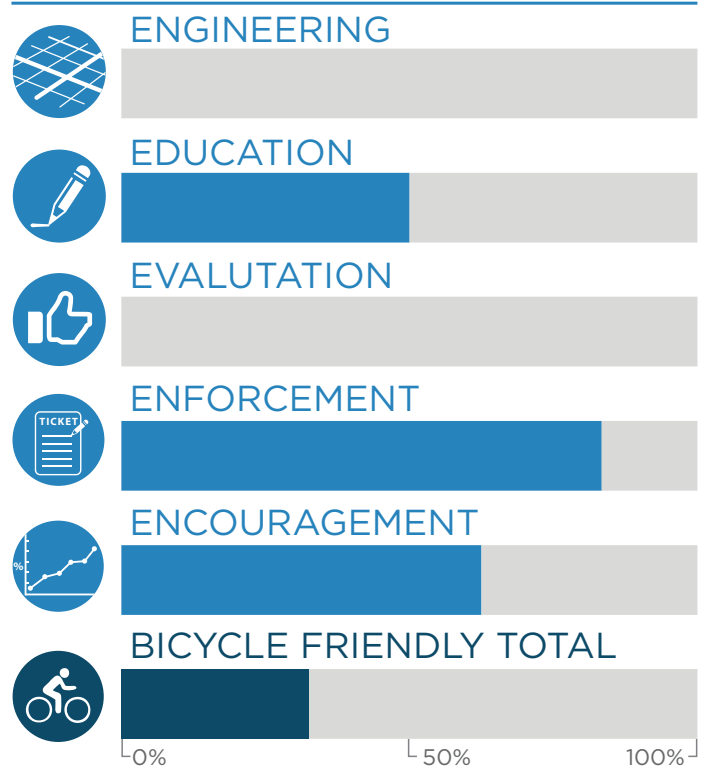 ENGINEERING
EDUCATION
EVALUTATION
ENFORCEMENT
TICKET
ENCOURAGEMENT
%
BICYCLE FRIENDLY TOTAL
0% 50% 100%